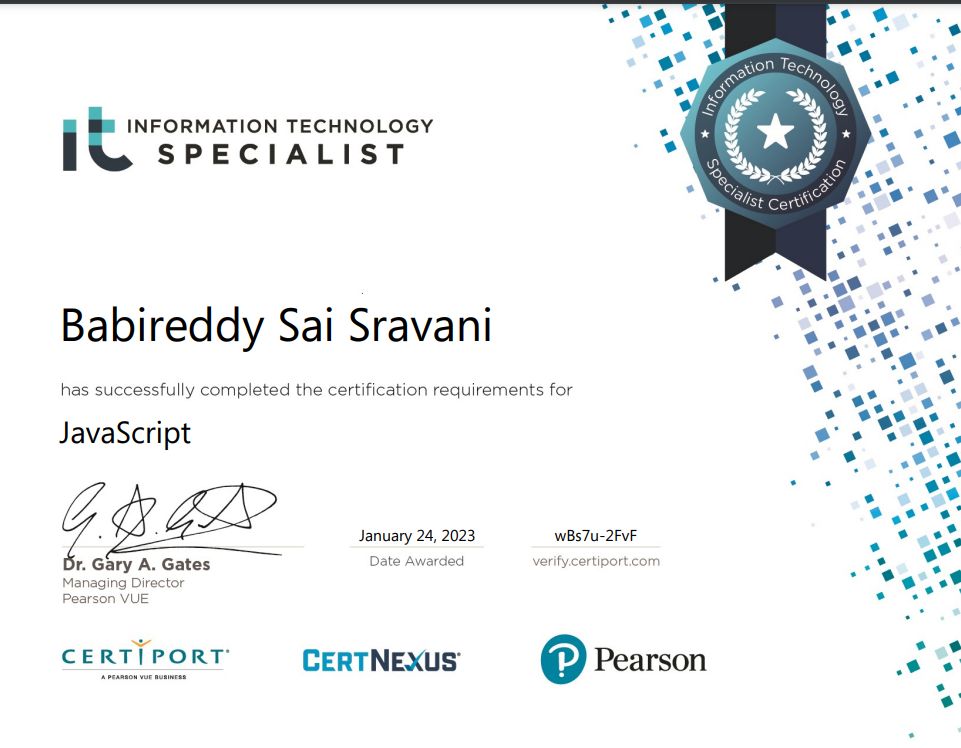 it INFORMATION TECHNOLOGY
SPECIALIST
Information Technology
Specialist Certification
Babireddy Sai Sravani
has successfully completed the certification requirements for
JavaScript
Dr. Gary A. Gates
Managing Director
Pearson VUE
January 24, 2023
Date Awarded
wBs7u-2FvF
verify.certiport.com
CERTIPORT
A PEARSON VUE BUSINESS
CERTNEXUS
P Pearson